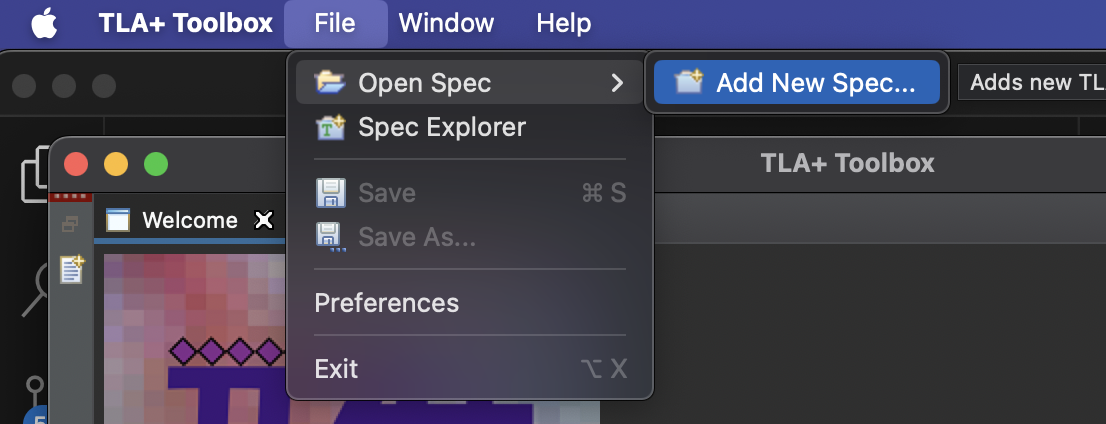 TLA+ Toolbox File Window Help
Open Spec
Add New Spec...
Adds new TL
Spec Explorer
TLA+ Toolbox
Save ⌘ S
Welcome
Save As...
Preferences
Exit ⌥ X